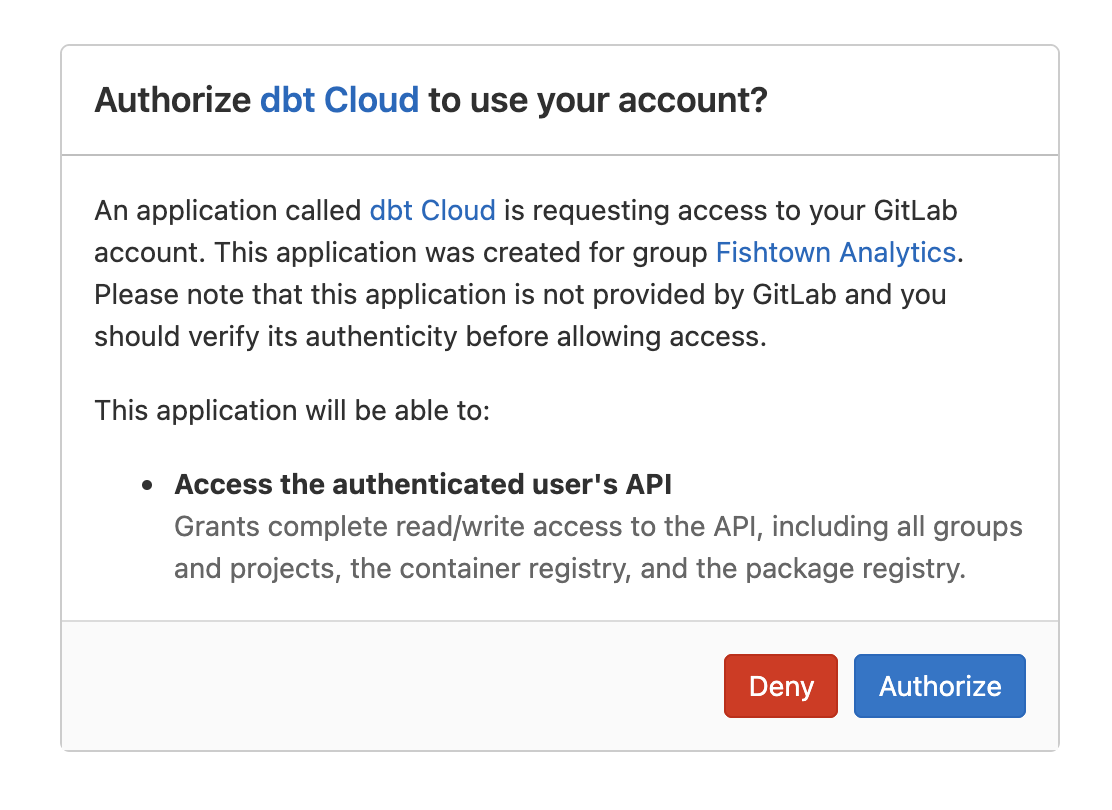 Authorize dbt Cloud to use your account?
An application called dbt Cloud is requesting access to your GitLab
account. This application was created for group Fishtown Analytics.
Please note that this application is not provided by GitLab and you
should verify its authenticity before allowing access.
This application will be able to:
• Access the authenticated user's API
Grants complete read/write access to the API, including all groups
and projects, the container registry, and the package registry.
Deny Authorize